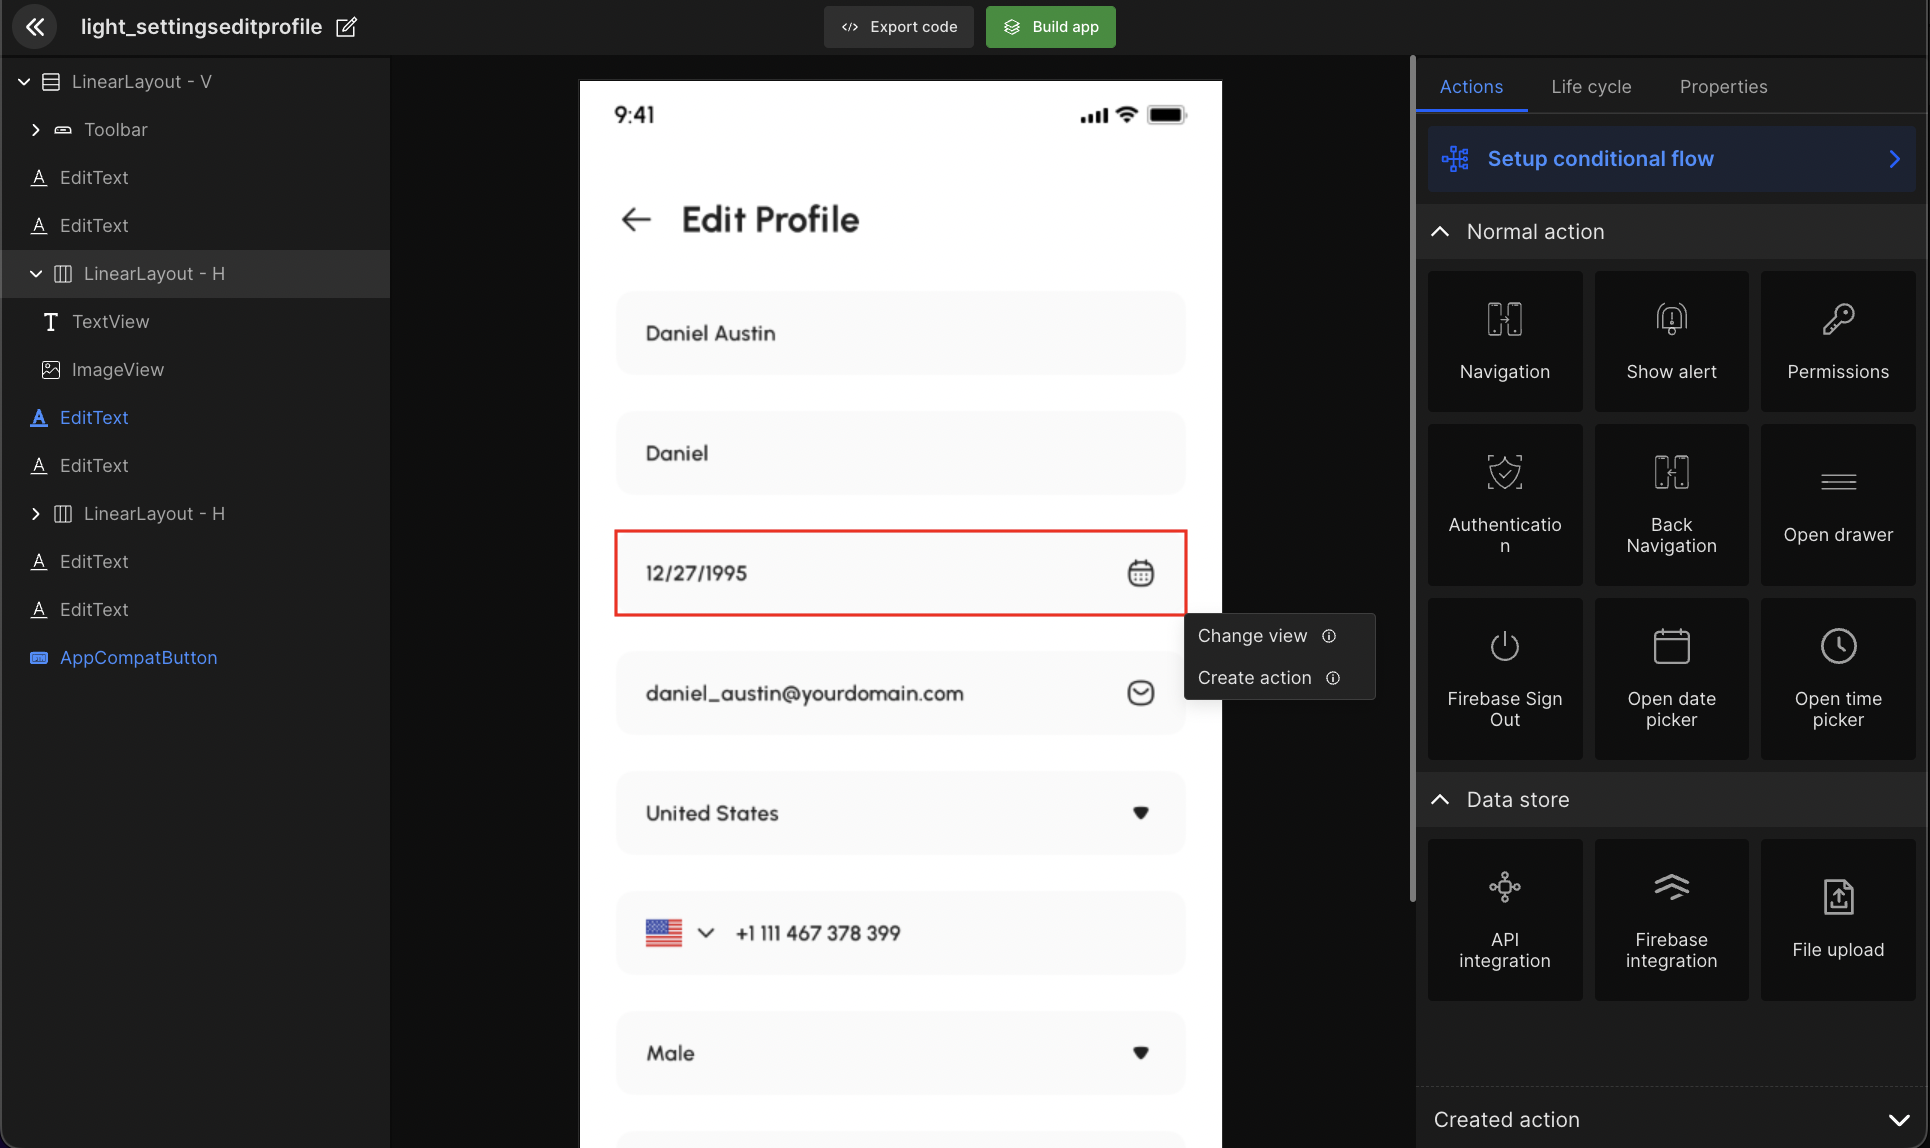 light_settingseditprofile
Export code
Build app
LinearLayout - V
Toolbar
EditText
EditText
LinearLayout - H
TextView
ImageView
EditText
EditText
LinearLayout - H
EditText
EditText
AppCompatButton
9:41
Edit Profile
Daniel Austin
Daniel
12/27/1995
daniel_austin@yourdomain.com
United States
+1 111 467 378 399
Male
Change view
Create action
Actions
Life cycle
Properties
Setup conditional flow
Normal action
Navigation
Show alert
Permissions
Authenticatio
n
Back
Navigation
Open drawer
Firebase Sign
Out
Open date
picker
Open time
picker
Data store
API
integration
Firebase
integration
File upload
Created action